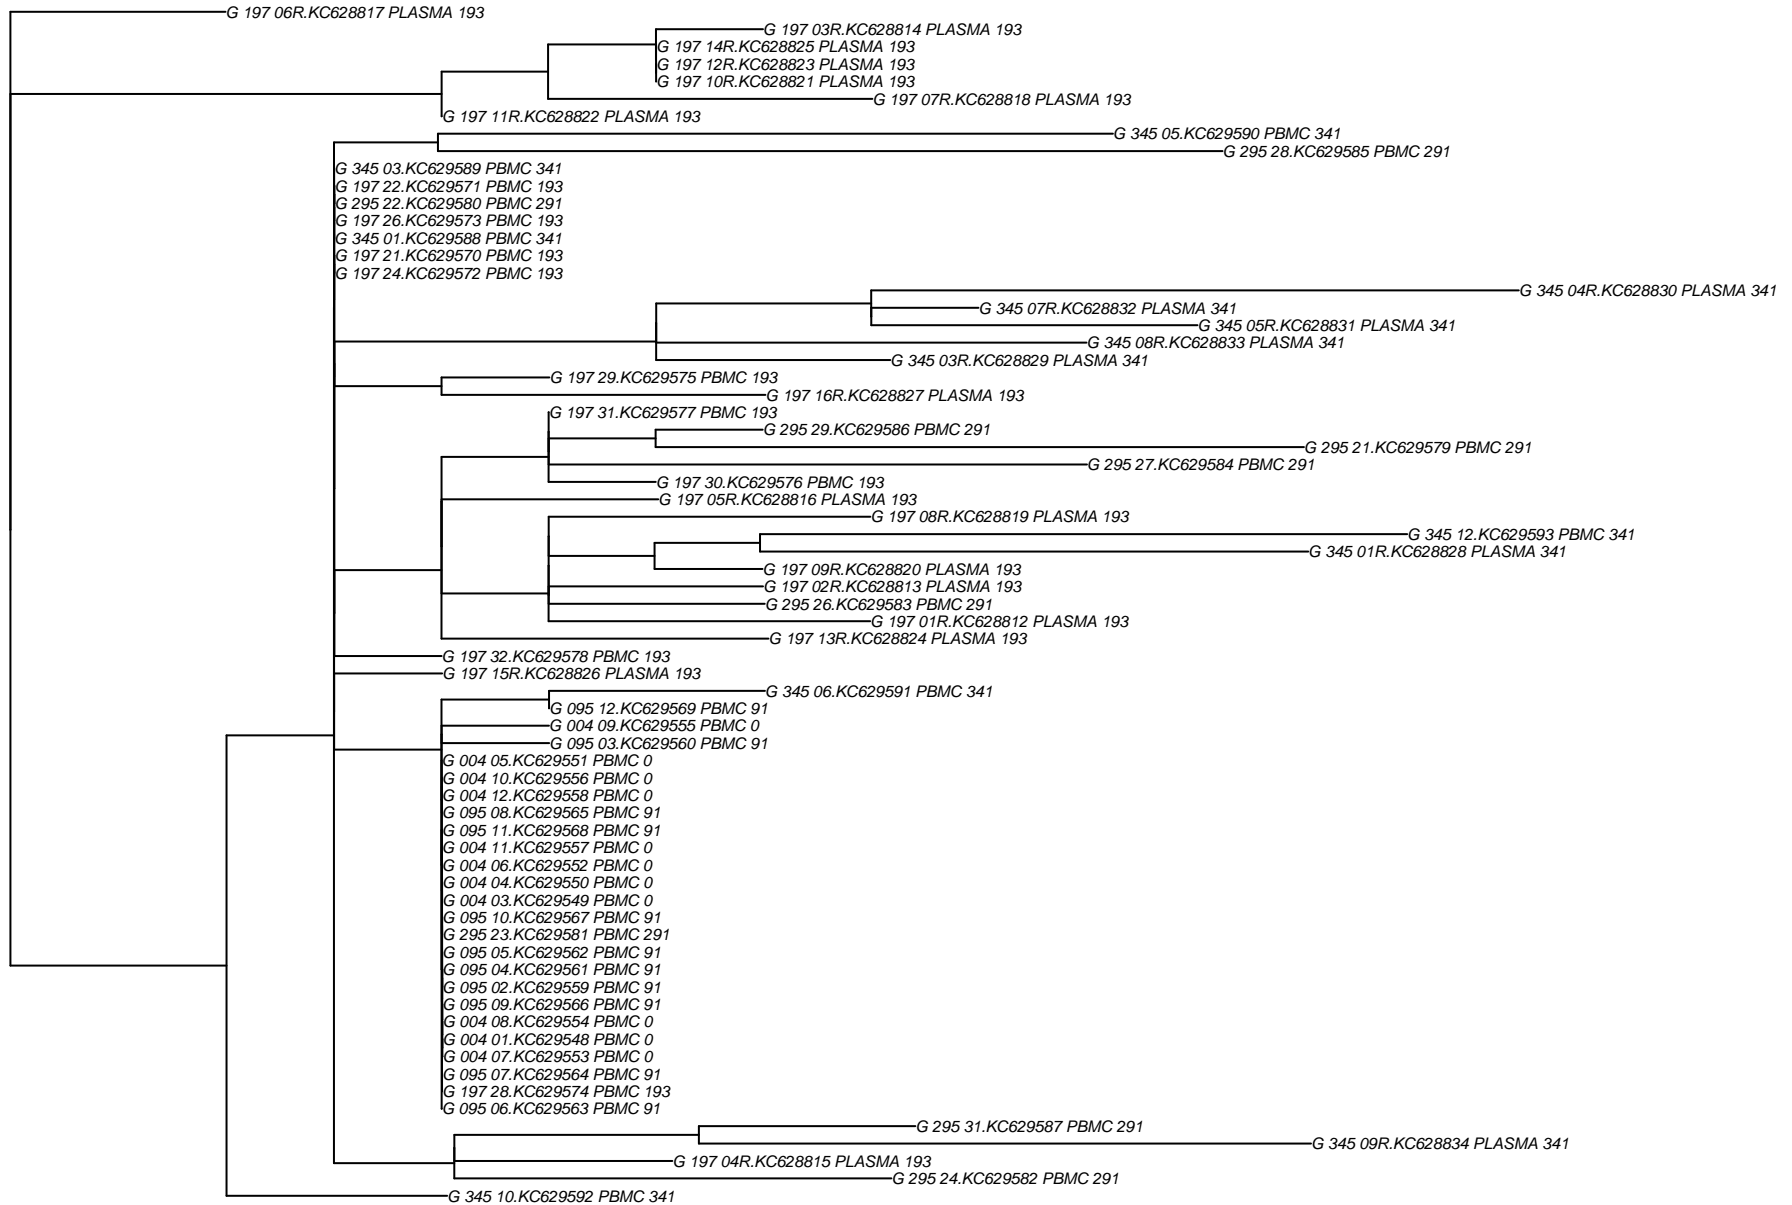 G 197 06R.KC628817 PLASMA 193
G 197 03R.KC628814 PLASMA 193
G 197 14R.KC628825 PLASMA 193
G 197 12R.KC628823 PLASMA 193
G 197 10R.KC628821 PLASMA 193
G 197 07R.KC628818 PLASMA 193
G 197 11R.KC628822 PLASMA 193
G 345 05.KC629590 PBMC 341
G 295 28.KC629585 PBMC 291
G 345 03.KC629589 PBMC 341
G 197 22.KC629571 PBMC 193
G 295 22.KC629580 PBMC 291
G 197 26.KC629573 PBMC 193
G 345 01.KC629588 PBMC 341
G 197 21.KC629570 PBMC 193
G 197 24.KC629572 PBMC 193
G 345 04R.KC628830 PLASMA 341
G 345 07R.KC628832 PLASMA 341
G 345 05R.KC628831 PLASMA 341
G 345 08R.KC628833 PLASMA 341
G 345 03R.KC628829 PLASMA 341
G 197 29.KC629575 PBMC 193
G 197 16R.KC628827 PLASMA 193
G 197 31.KC629577 PBMC 193
G 295 29.KC629586 PBMC 291
G 295 21.KC629579 PBMC 291
G 295 27.KC629584 PBMC 291
G 197 30.KC629576 PBMC 193
G 197 05R.KC628816 PLASMA 193
G 197 08R.KC628819 PLASMA 193
G 345 12.KC629593 PBMC 341
G 345 01R.KC628828 PLASMA 341
G 197 09R.KC628820 PLASMA 193
G 197 02R.KC628813 PLASMA 193
G 295 26.KC629583 PBMC 291
G 197 01R.KC628812 PLASMA 193
G 197 13R.KC628824 PLASMA 193
G 197 32.KC629578 PBMC 193
G 197 15R.KC628826 PLASMA 193
G 345 06.KC629591 PBMC 341
G 095 12.KC629569 PBMC 91
G 004 09.KC629555 PBMC 0
G 095 03.KC629560 PBMC 91
G 004 05.KC629551 PBMC 0
G 004 10.KC629556 PBMC 0
G 004 12.KC629558 PBMC 0
G 095 08.KC629565 PBMC 91
G 095 11.KC629568 PBMC 91
G 004 11.KC629557 PBMC 0
G 004 06.KC629552 PBMC 0
G 004 04.KC629550 PBMC 0
G 004 03.KC629549 PBMC 0
G 095 10.KC629567 PBMC 91
G 295 23.KC629581 PBMC 291
G 095 05.KC629562 PBMC 91
G 095 04.KC629561 PBMC 91
G 095 02.KC629559 PBMC 91
G 095 09.KC629566 PBMC 91
G 004 08.KC629554 PBMC 0
G 004 01.KC629548 PBMC 0
G 004 07.KC629553 PBMC 0
G 095 07.KC629564 PBMC 91
G 197 28.KC629574 PBMC 193
G 095 06.KC629563 PBMC 91
G 295 31.KC629587 PBMC 291
G 345 09R.KC628834 PLASMA 341
G 197 04R.KC628815 PLASMA 193
G 295 24.KC629582 PBMC 291
G 345 10.KC629592 PBMC 341